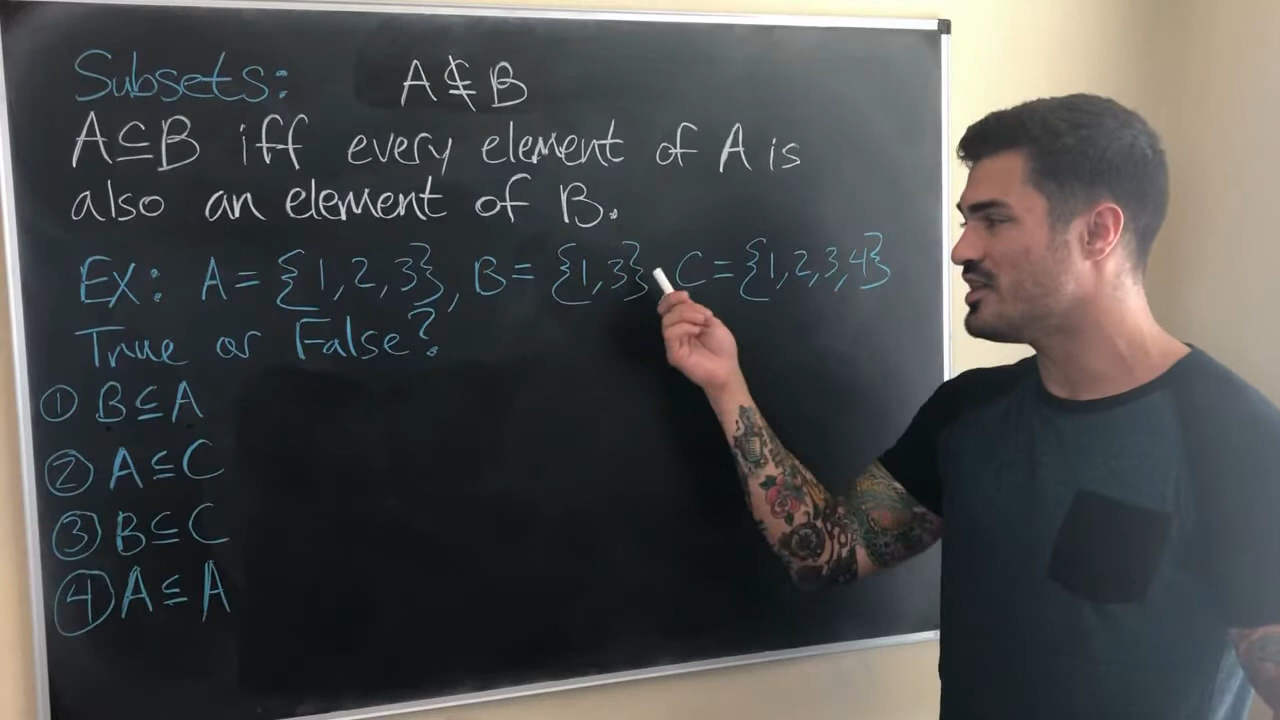 Subsets: A⊈B
A⊆B iff every element of A is
also an element of B.
Ex: A = {1,2,3}, B = {1,3}, C = {1,2,3,4}
True or False?
① B⊆A
② A⊆C
③ B⊆C
④ A⊆A